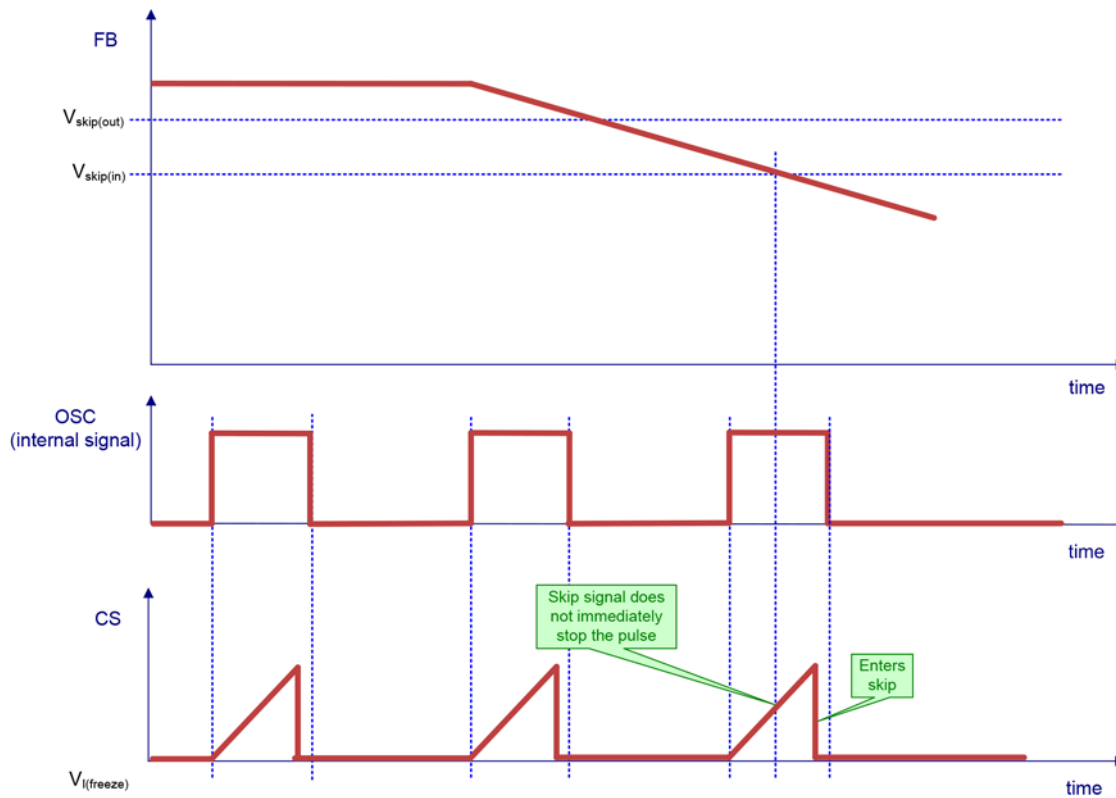 FB
Vskip(out)
Vskip(in)
time
OSC
(internal signal)
time
CS
Skip signal does
not immediately
stop the pulse
Enters
skip
VI(freeze)
time